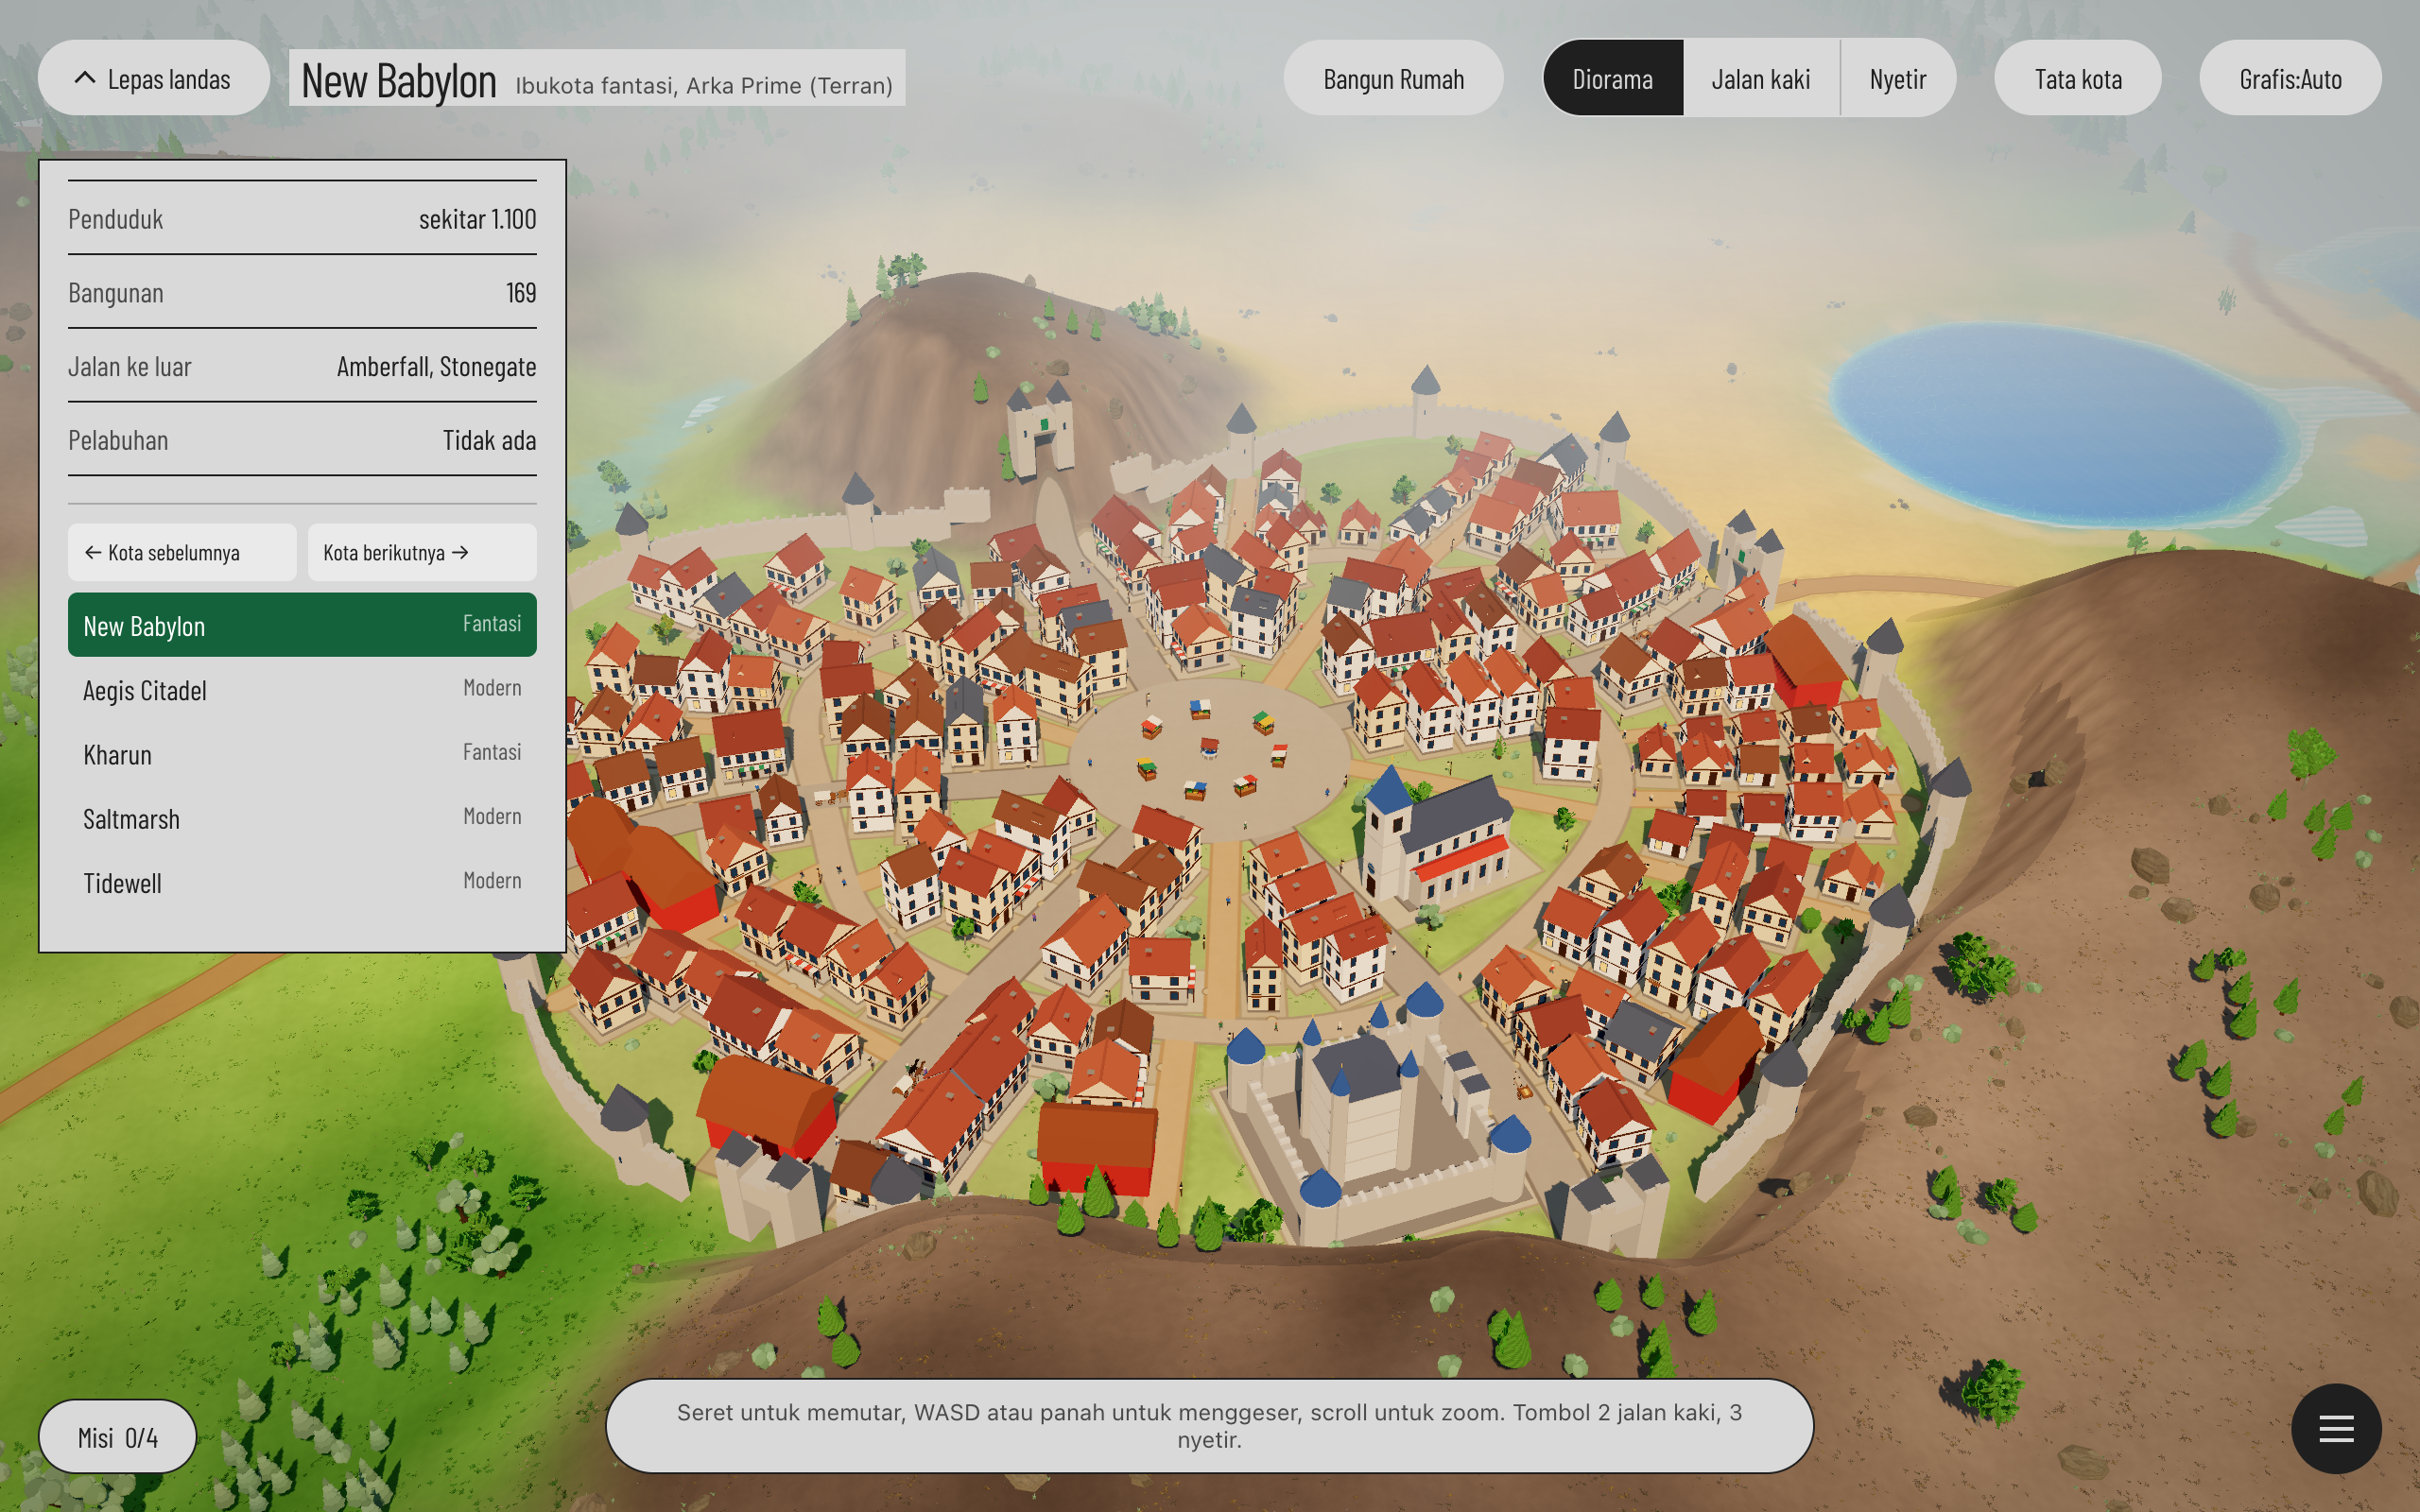 Lepas landas
New Babylon Ibukota fantasi, Arka Prime (Terran)
Bangun Rumah
Diorama Jalan kaki Nyetir
Tata kota
Grafis:Auto
Penduduk sekitar 1.100
Bangunan 169
Jalan ke luar Amberfall, Stonegate
Pelabuhan Tidak ada
← Kota sebelumnya Kota berikutnya →
New Babylon Fantasi
Aegis Citadel Modern
Kharun Fantasi
Saltmarsh Modern
Tidewell Modern
Misi 0/4
Seret untuk memutar, WASD atau panah untuk menggeser, scroll untuk zoom. Tombol 2 jalan kaki, 3
nyetir.